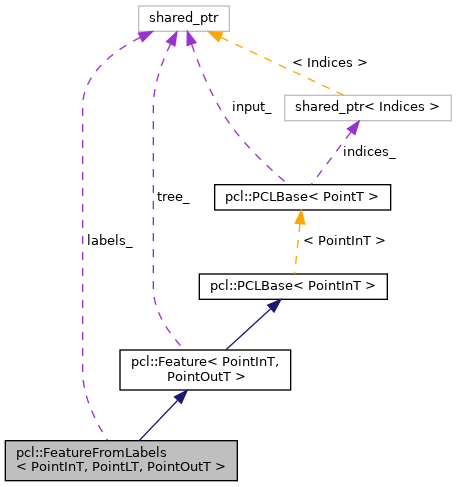 shared_ptr
< Indices >
shared_ptr< Indices >
input_
indices_
pcl::PCLBase< PointT >
tree_
labels_
< PointInT >
pcl::PCLBase< PointInT >
pcl::Feature< PointInT,
PointOutT >
pcl::FeatureFromLabels
< PointInT, PointLT, PointOutT >